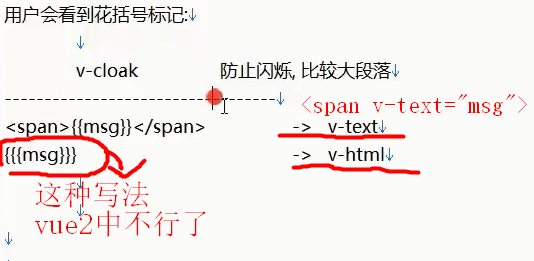 用户会看到花括号标记:
v-cloak 防止闪烁, 比较大段落
-----------------------------------------
<span v-text="msg">
<span>{{msg}}</span> -> v-text
{{{msg}}} -> v-html
这种写法
vue2中不行了